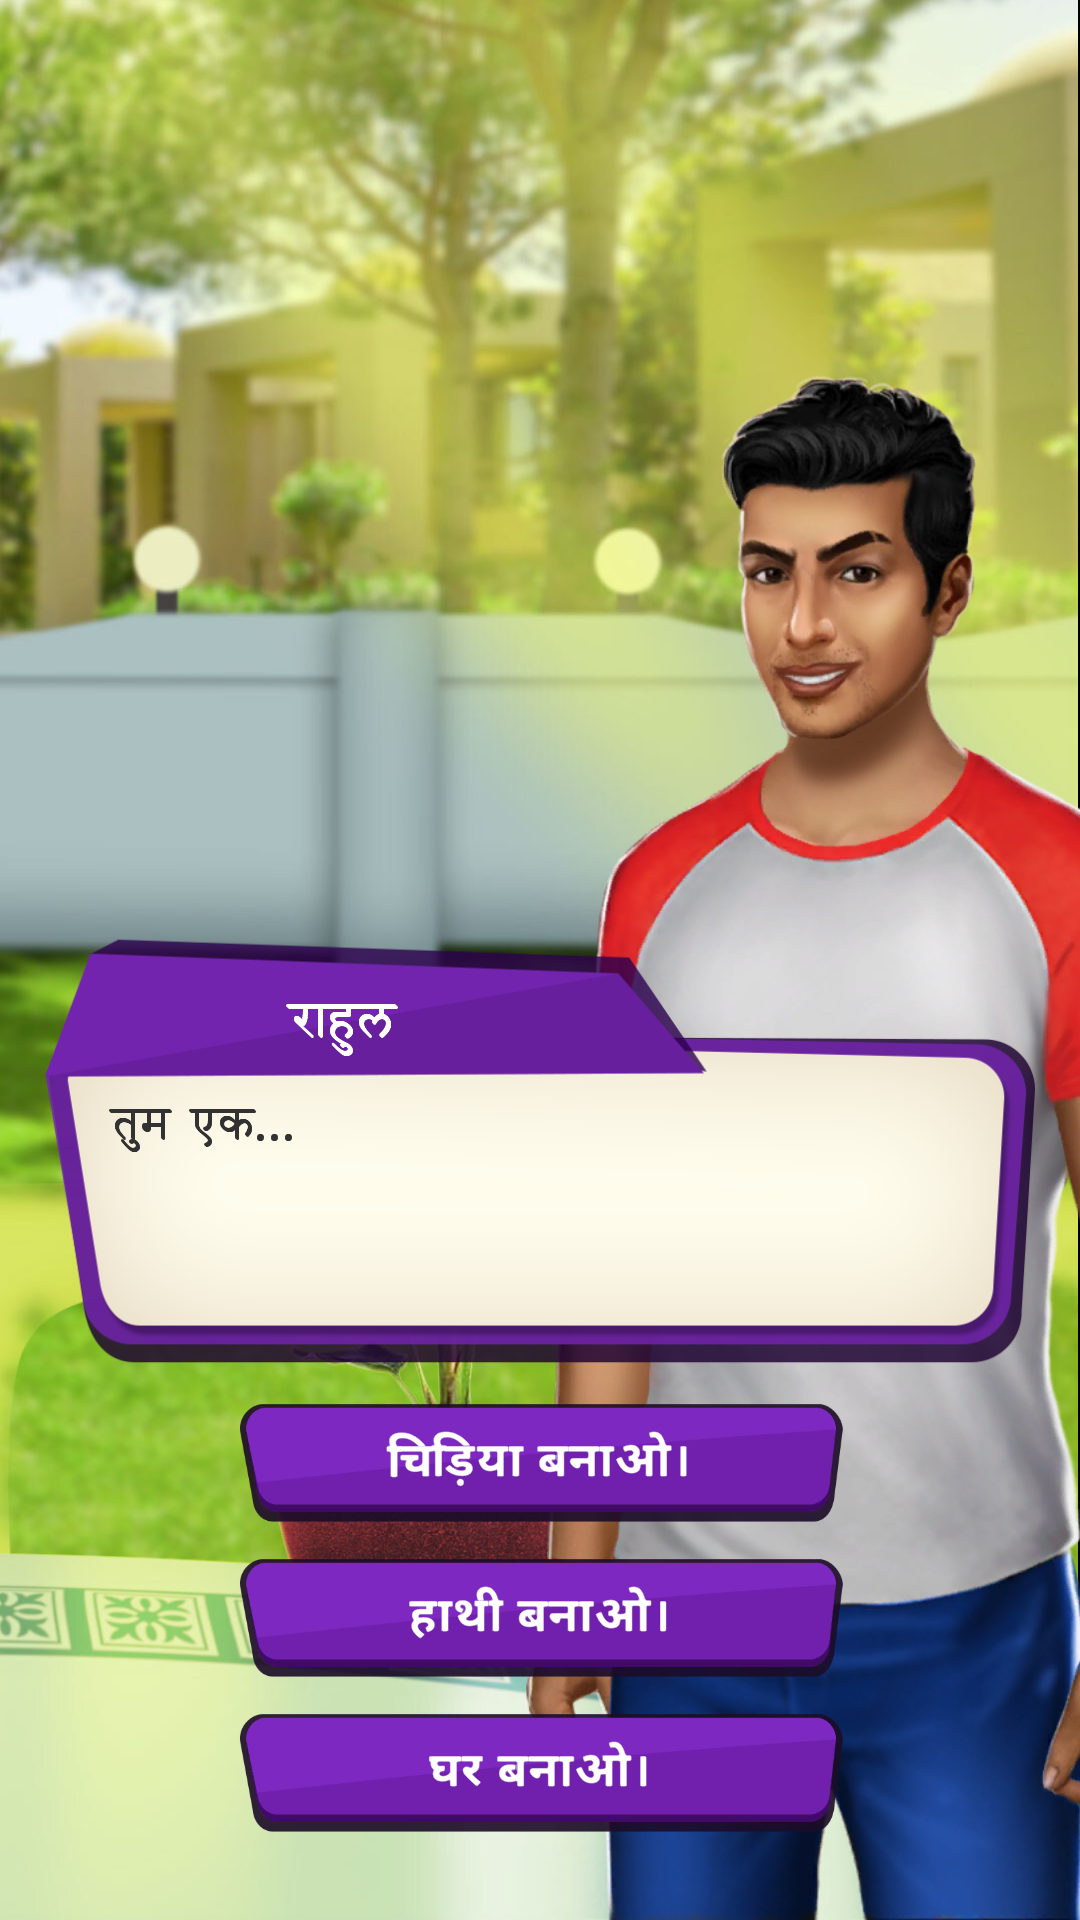 राहुल
तुम एक...
चिड़िया बनाओ।
हाथी बनाओ।
घर बनाओ।